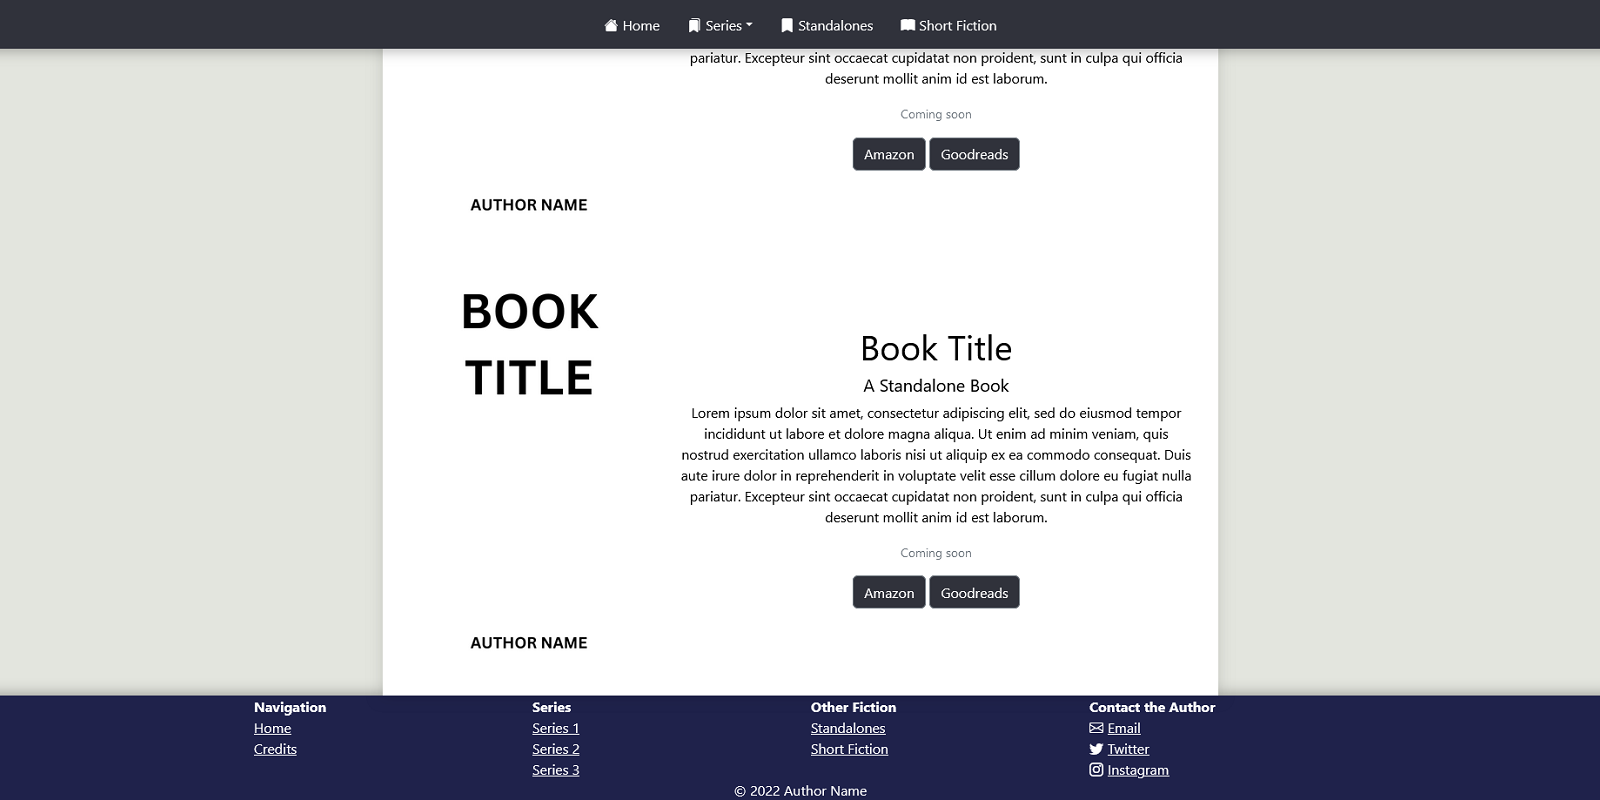 Home Series Standalones Short Fiction
pariatur. Excepteur sint occaecat cupidatat non proident, sunt in culpa qui officia
deserunt mollit anim id est laborum.
Coming soon
Amazon Goodreads
AUTHOR NAME
BOOK
TITLE
Book Title
A Standalone Book
Lorem ipsum dolor sit amet, consectetur adipiscing elit, sed do eiusmod tempor
incididunt ut labore et dolore magna aliqua. Ut enim ad minim veniam, quis
nostrud exercitation ullamco laboris nisi ut aliquip ex ea commodo consequat. Duis
aute irure dolor in reprehenderit in voluptate velit esse cillum dolore eu fugiat nulla
pariatur. Excepteur sint occaecat cupidatat non proident, sunt in culpa qui officia
deserunt mollit anim id est laborum.
Coming soon
Amazon Goodreads
AUTHOR NAME
Navigation
Home
Credits
Series
Series 1
Series 2
Series 3
Other Fiction
Standalones
Short Fiction
Contact the Author
Email
Twitter
Instagram
© 2022 Author Name